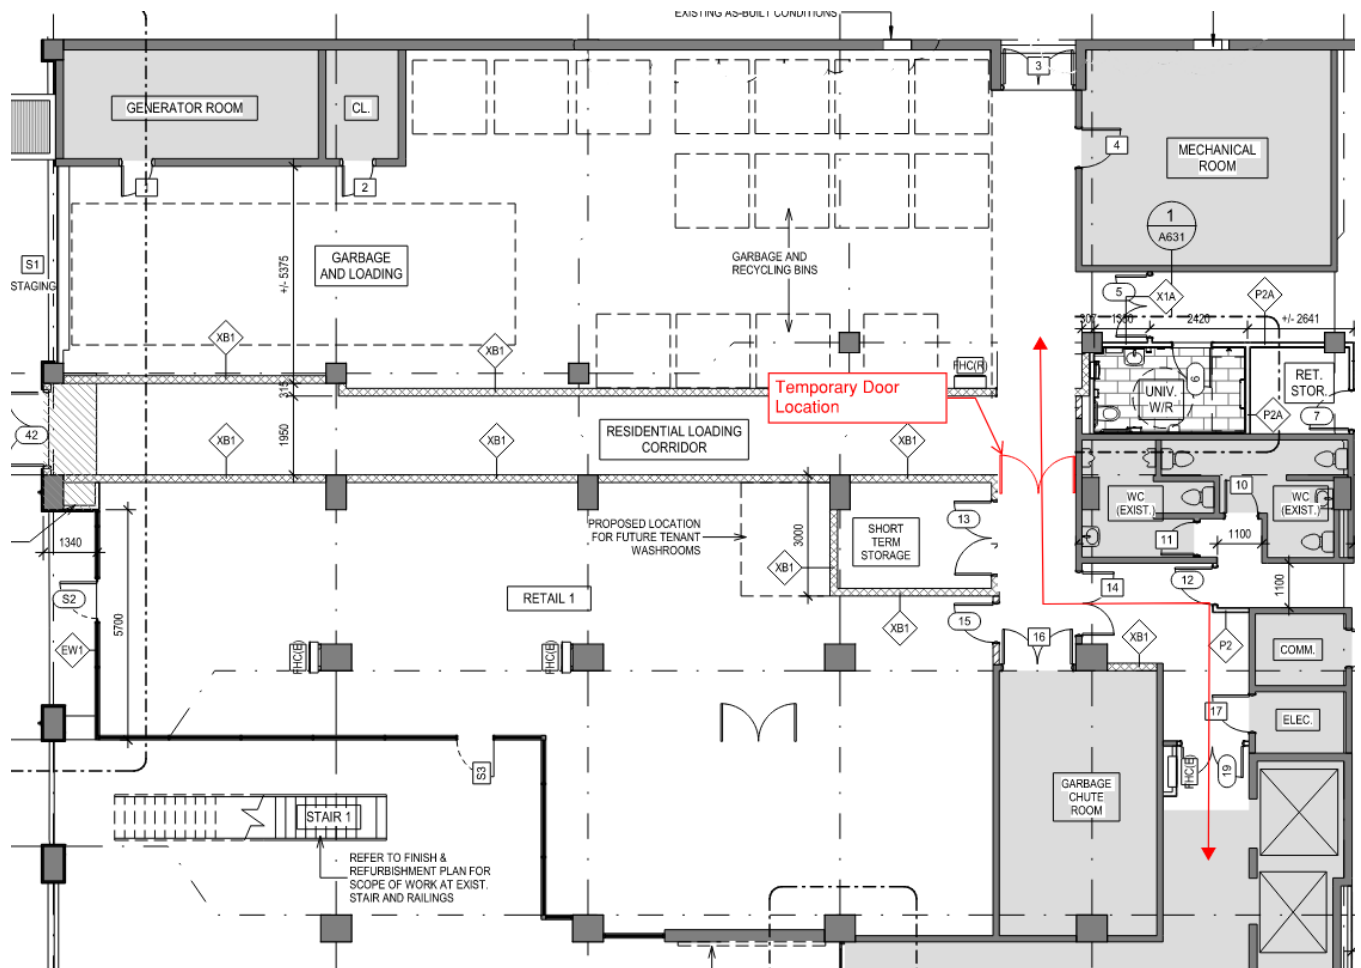 EXISTING AS-BUILT CONDITIONS
3
GENERATOR ROOM
CL.
4
MECHANICAL
ROOM
2
1
A631
GARBAGE
AND LOADING
+/- 5375
GARBAGE AND
RECYCLING BINS
S1
STAGING
5
X1A
P2A
307
2420
+/- 2641
XB1
XB1
FHC(R)
315
Temporary Door
Location
UNIV.
W/R
6
RET.
STOR.
7
P2A
42
XB1
1950
XB1
RESIDENTIAL LOADING
CORRIDOR
XB1
WC
(EXIST.)
10
WC
(EXIST.)
PROPOSED LOCATION
FOR FUTURE TENANT
WASHROOMS
3000
SHORT
TERM
STORAGE
13
11
1100
1340
XB1
14
12
1100
S2
5700
RETAIL 1
XB1
15
16
XB1
P2
COMM.
EW1
FHC(E)
FHC(E)
17
ELEC.
S3
FHC(E)
19
GARBAGE
CHUTE
ROOM
STAIR 1
REFER TO FINISH &
REFURBISHMENT PLAN FOR
SCOPE OF WORK AT EXIST.
STAIR AND RAILINGS